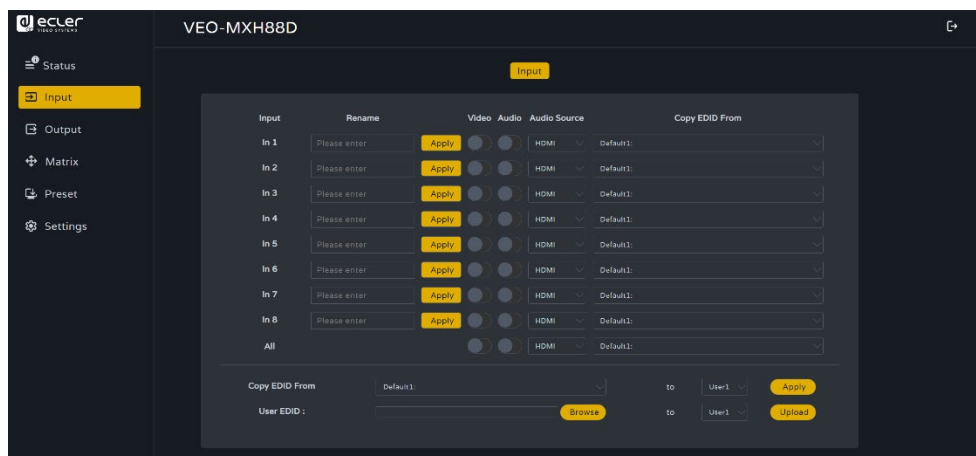 ecler
VIDEO SYSTEMS
VEO-MXH88D
Status
Input
Output
Matrix
Preset
Settings
Input
Input Rename Video Audio Audio Source Copy EDID From
In 1 Please enter Apply HDMI Default1:
In 2 Please enter Apply HDMI Default1:
In 3 Please enter Apply HDMI Default1:
In 4 Please enter Apply HDMI Default1:
In 5 Please enter Apply HDMI Default1:
In 6 Please enter Apply HDMI Default1:
In 7 Please enter Apply HDMI Default1:
In 8 Please enter Apply HDMI Default1:
All HDMI Default1:
Copy EDID From Default1: to User1 Apply
User EDID : Browse to User1 Upload